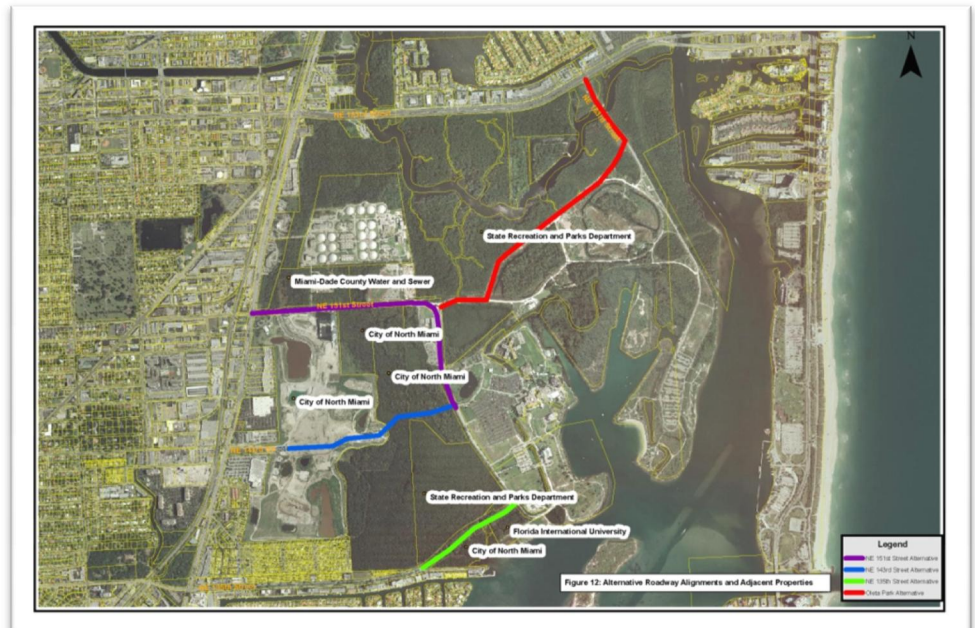 N
State Recreation and Parks Department
Miami-Dade County Water and Sewer
NE 151st Street
City of North Miami
City of North Miami
City of North Miami
State Recreation and Parks Department
Florida International University
City of North Miami
Figure 12: Alternative Roadway Alignments and Adjacent Properties
Legend
NE 151st Street Alternative
NE 143rd Street Alternative
NE 135th Street Alternative
Oleta Park Alternative